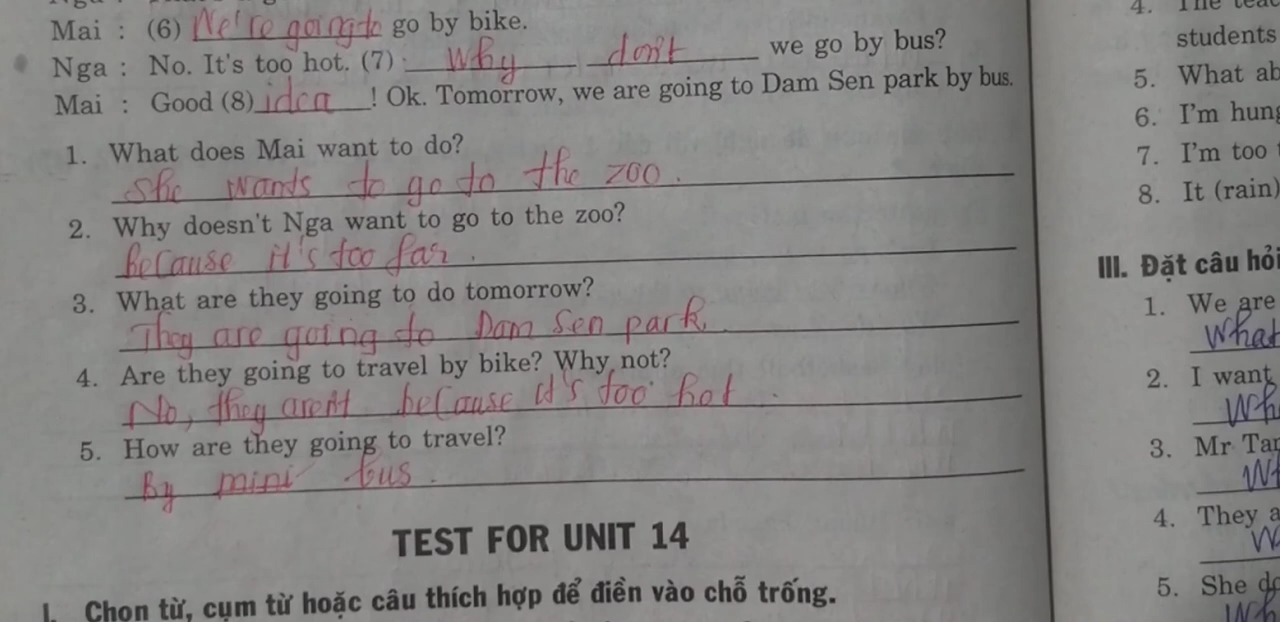 Mai : (6) We're going to go by bike.
Nga : No. It's too hot. (7) Why don't we go by bus?
Mai : Good (8) idea ! Ok. Tomorrow, we are going to Dam Sen park by bus.
1. What does Mai want to do?
She wants to go to the zoo.
2. Why doesn't Nga want to go to the zoo?
Because it's too far.
3. What are they going to do tomorrow?
They are going to Dam Sen park.
4. Are they going to travel by bike? Why not?
No, they aren't because it's too hot.
5. How are they going to travel?
By mini bus.
TEST FOR UNIT 14
I. Chọn từ, cụm từ hoặc câu thích hợp để điền vào chỗ trống.
4. The
students
5. What
6. I'm
7. I'm too
8. It (rain)
III. Đặt câu hỏi
1. We are
What
2. I want
3. Mr
4. They
5. She